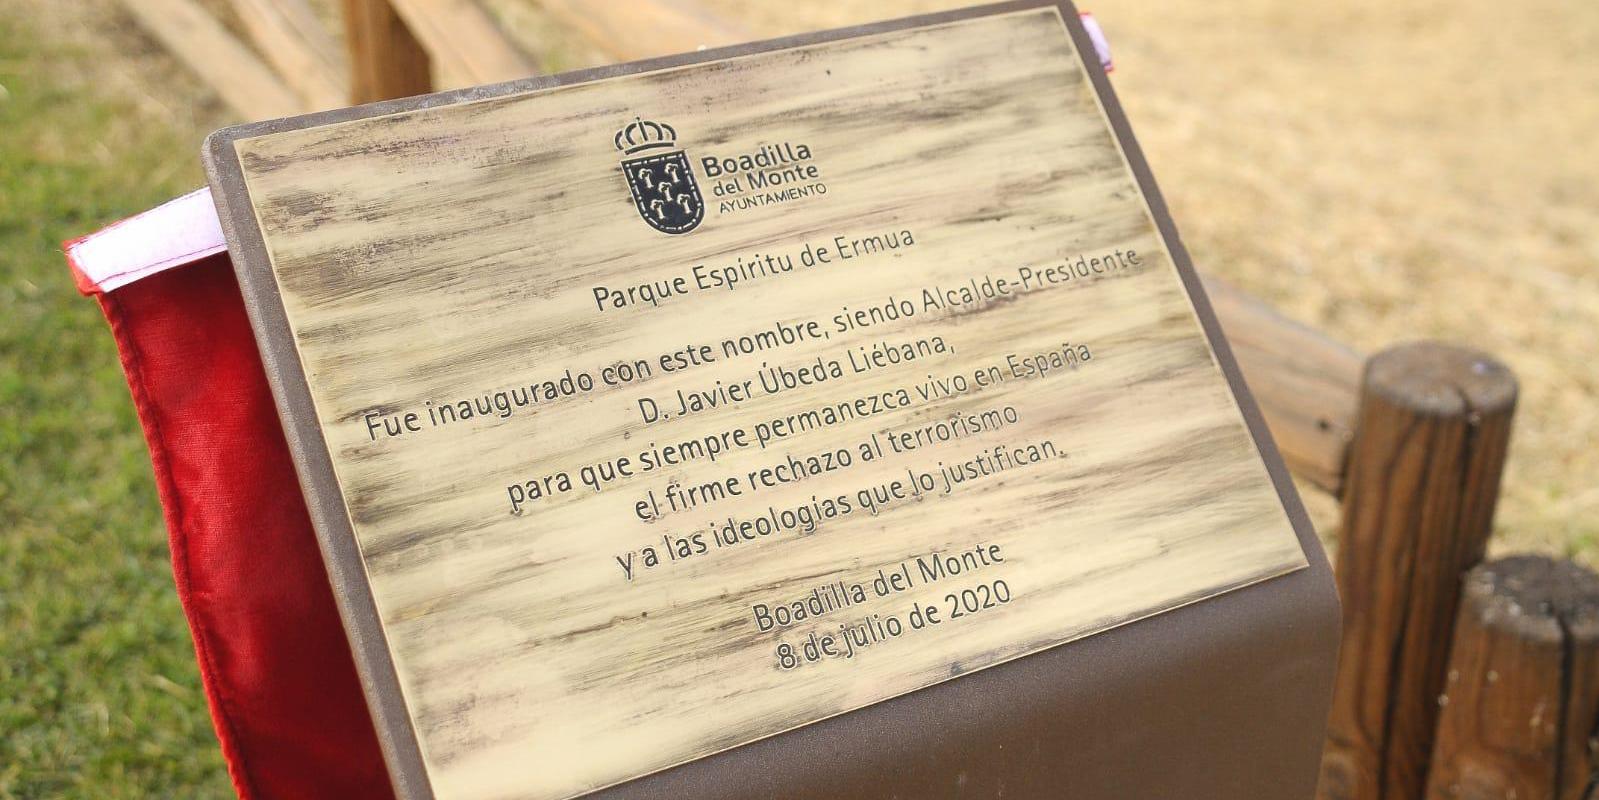 Boadilla
del Monte
AYUNTAMIENTO
Parque Espíritu de Ermua
Fue inaugurado con este nombre, siendo Alcalde-Presidente
D. Javier Úbeda Liébana,
para que siempre permanezca vivo en España
el firme rechazo al terrorismo
y a las ideologías que lo justifican.
Boadilla del Monte
8 de julio de 2020